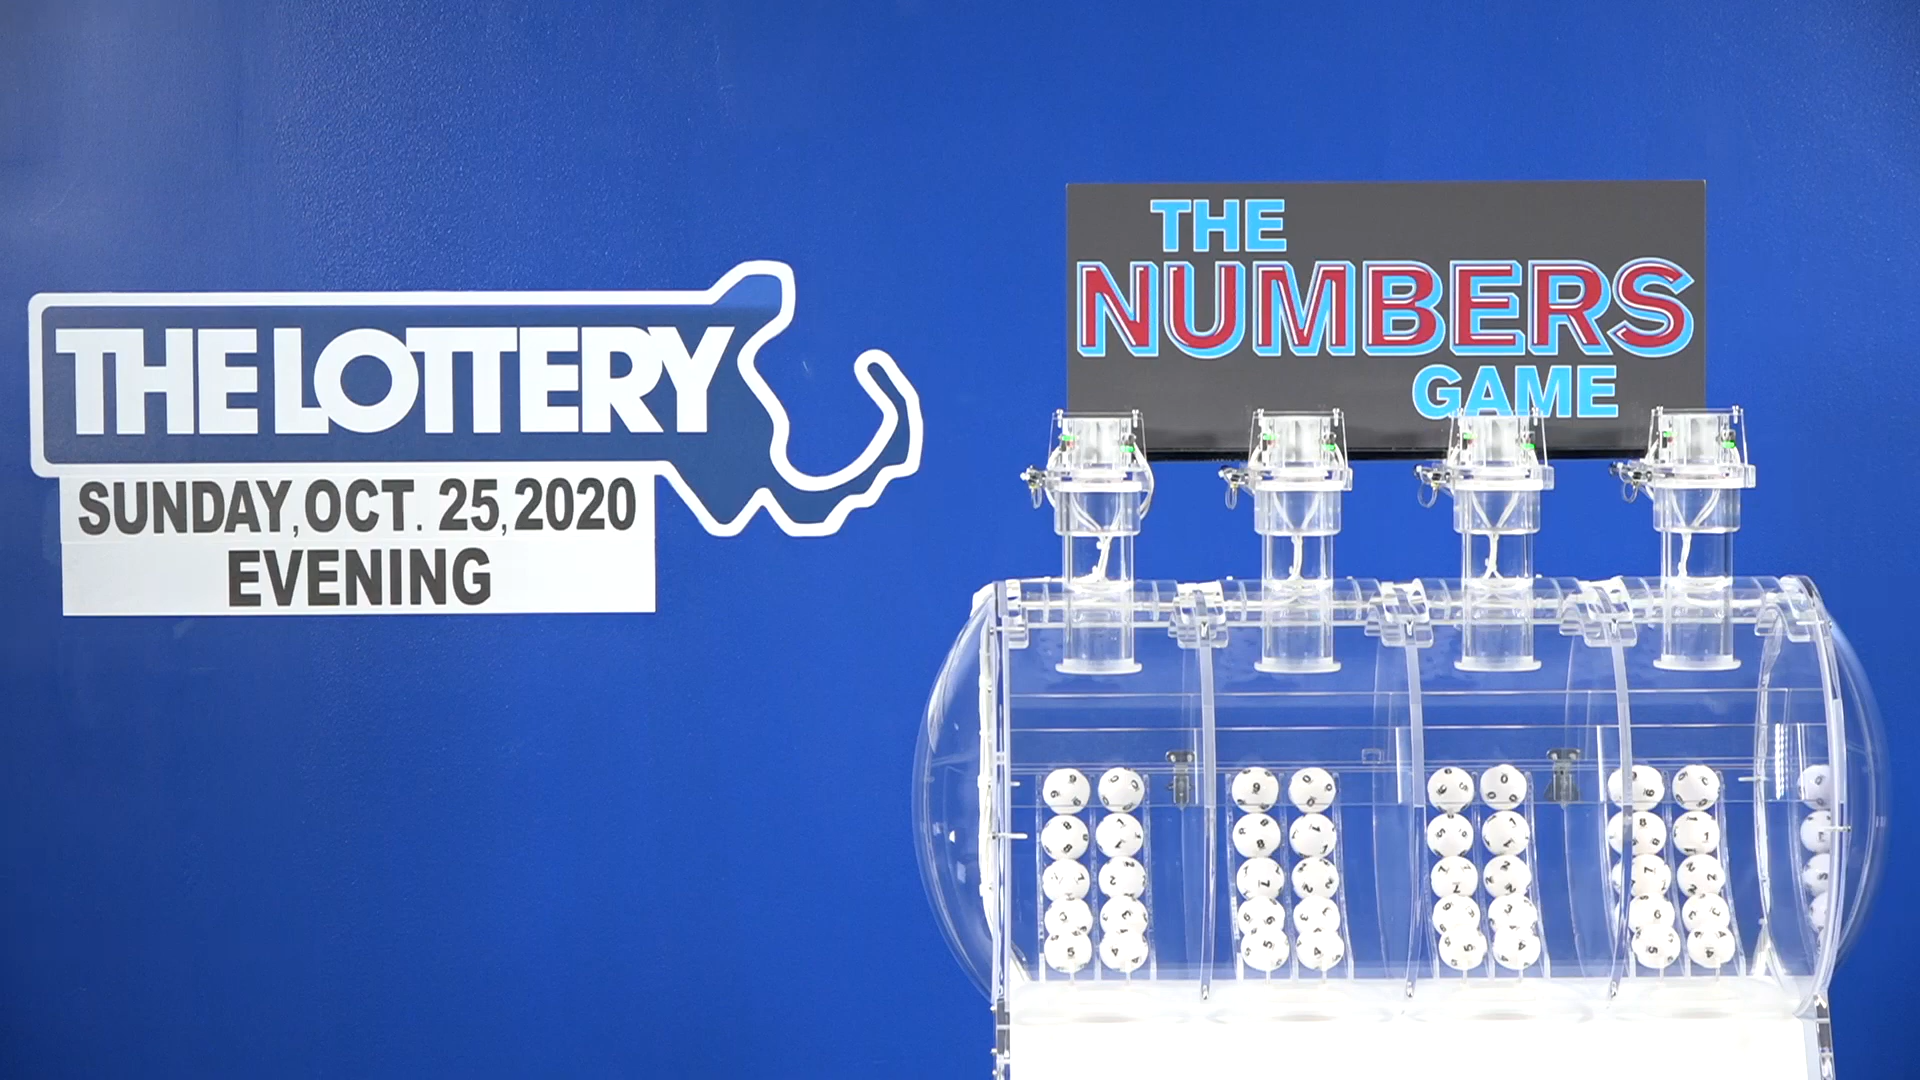 THE LOTTERY
SUNDAY, OCT. 25, 2020
EVENING
THE
NUMBERS
GAME